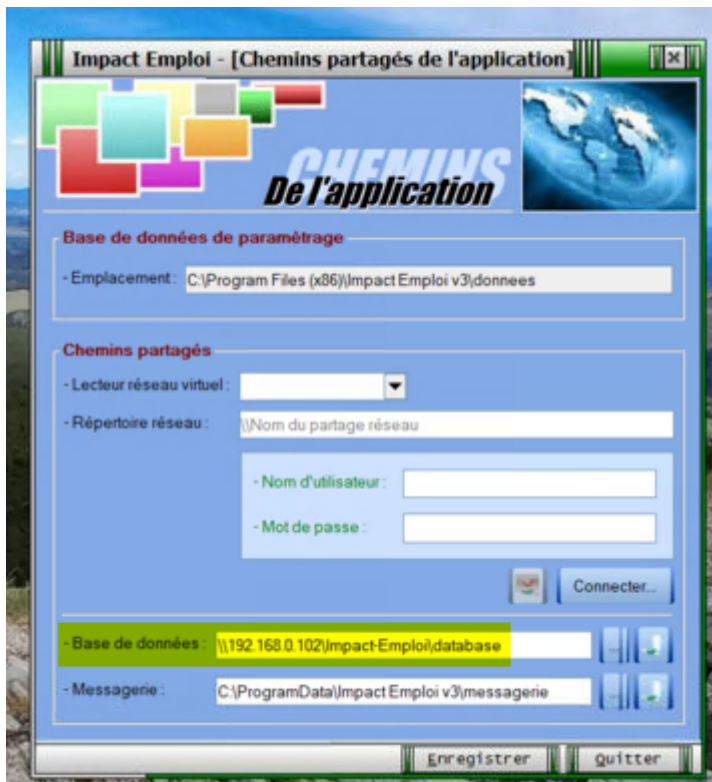 Impact Emploi - [Chemins partagés de l'application]
CHEMINS
De l'application
Base de données de paramètrage
- Emplacement : C:\Program Files (x86)\Impact Emploi v3\donnees
Chemins partagés
- Lecteur réseau virtuel :
- Répertoire réseau : \\Nom du partage réseau
- Nom d'utilisateur :
- Mot de passe :
Connecter...
- Base de données : \\192.168.0.102\Impact-Emploi\database
- Messagerie : C:\ProgramData\Impact Emploi v3\messagerie
Enregistrer Quitter